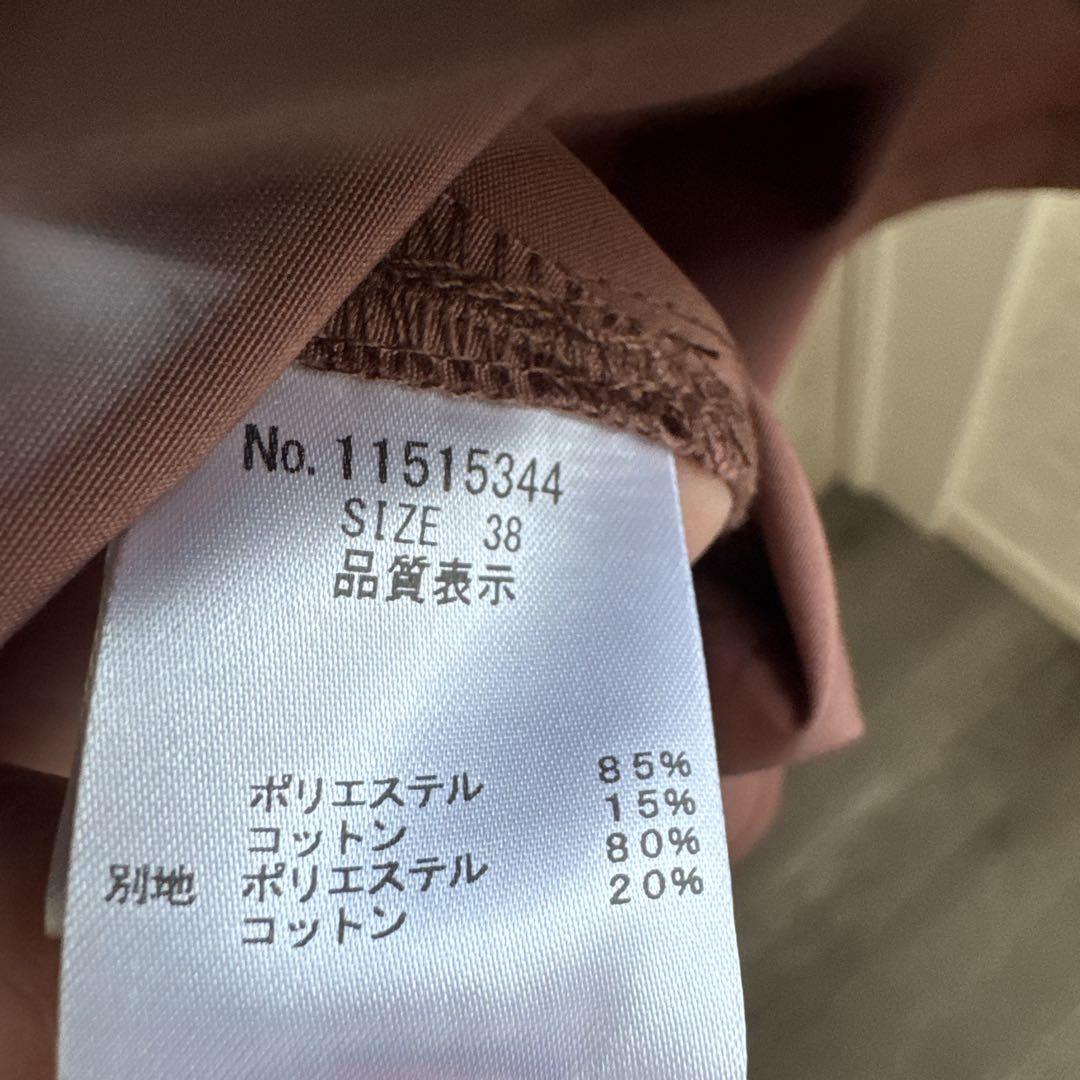 No. 11515344
SIZE 38
品質表示
ポリエステル 85%
コットン 15%
別地 ポリエステル 80%
コットン 20%